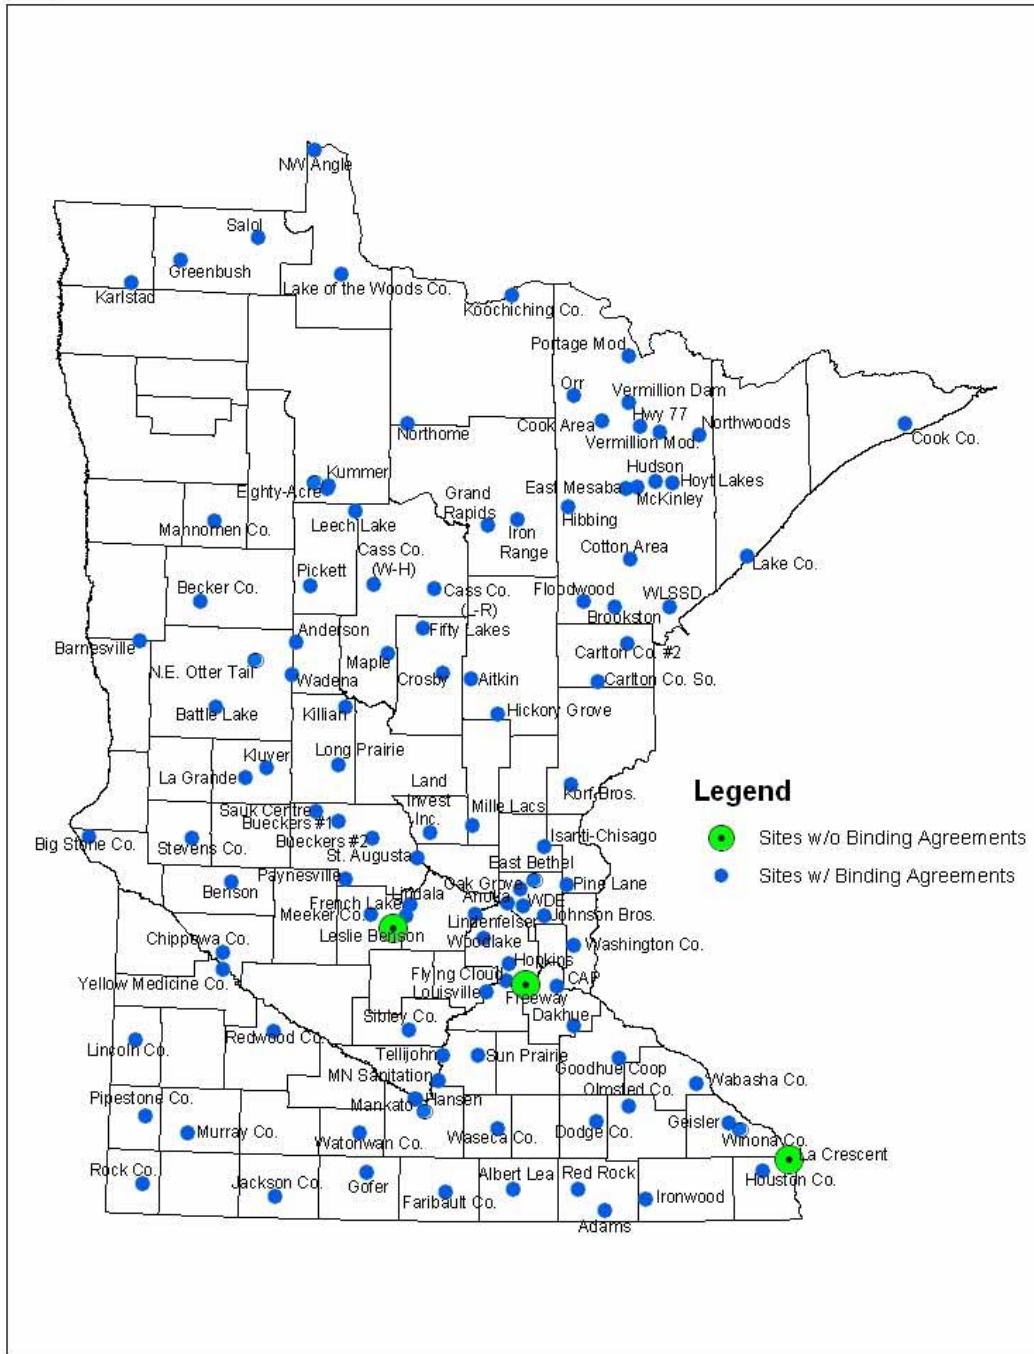 NW Angle
Salol
Greenbush
Karlstad
Lake of the Woods Co.
Koochiching Co.
Portage Mod.
Orr
Vermillion Dam
Hwy 77
Northwoods
Cook Area
Vermillion Mod.
Cook Co.
Northome
Kummer
Eighty-Acre
Hudson
Hoyt Lakes
East Mesaba
McKinley
Grand
Rapids
Iron
Range
Hibbing
Mahnomen Co.
Leech Lake
Cass Co.
(W-H)
Cotton Area
Lake Co.
Pickett
Becker Co.
Cass Co.
(L-R)
Floodwood
WLSSD
Brookston
Barnesville
Anderson
Fifty Lakes
Carlton Co. #2
N.E. Otter Tail
Maple
Wadena
Crosby
Aitkin
Carlton Co. So.
Battle Lake
Killian
Hickory Grove
Kluver
Long Prairie
La Grande
Land
Invest
Inc.
Mille Lacs
Korf Bros.
Legend
Sites w/o Binding Agreements
Sites w/ Binding Agreements
Sauk Centre
Bueckers #1
Bueckers #2
Big Stone Co.
Stevens Co.
St. Augusta
Isanti-Chisago
East Bethel
Paynesville
Benson
Oak Grove
Pine Lane
Lindala
French Lake
Anoka
WDE
Meeker Co.
Lindenfelser
Johnson Bros.
Leslie Benson
Woodlake
Washington Co.
Chippewa Co.
Hopkins
Yellow Medicine Co.
Flying Cloud
CAP
Louisville
Freeway
Sibley Co.
Dakhue
Redwood Co.
Lincoln Co.
Tellijohn
Sun Prairie
Goodhue Coop
MN Sanitation
Olmsted Co.
Wabasha Co.
Pipestone Co.
Hansen
Mankato
Murray Co.
Watonwan Co.
Waseca Co.
Dodge Co.
Geisler
Winona Co.
La Crescent
Rock Co.
Jackson Co.
Gofer
Albert Lea
Red Rock
Houston Co.
Faribault Co.
Ironwood
Adams